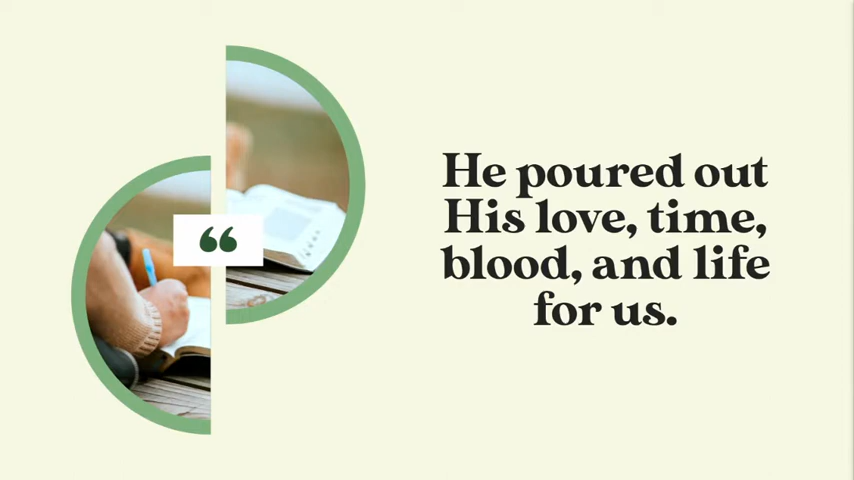 “
He poured out
His love, time,
blood, and life
for us.